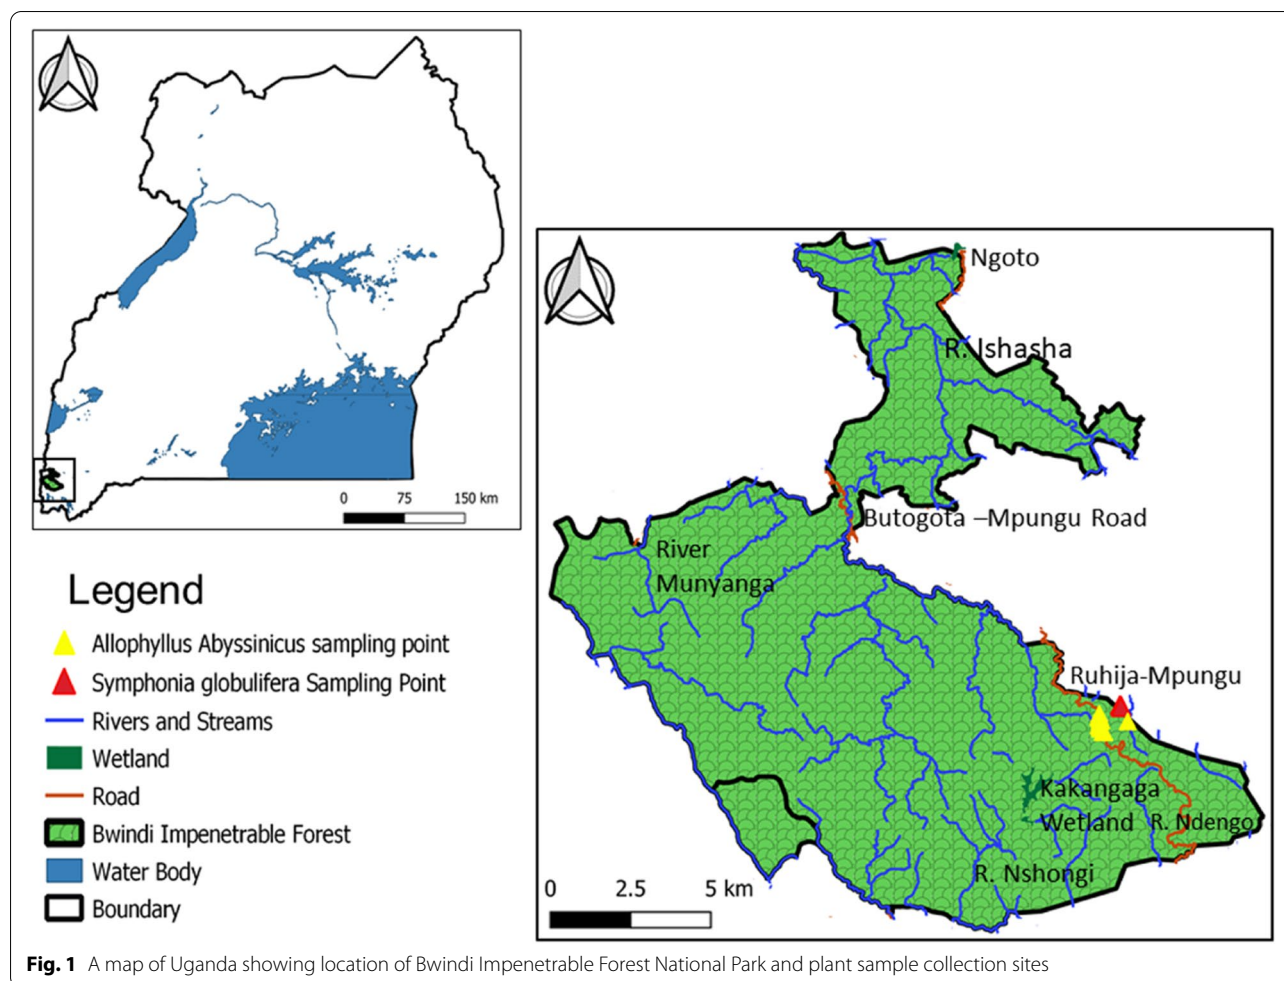 0 75 150 km
Ngoto
R. Ishasha
Butogota –Mpungu Road
River
Munyanga
Ruhija-Mpungu
Kakangaga
Wetland
R. Ndengo
R. Nshongi
0 2.5 5 km
Legend
Allophyllus Abyssinicus sampling point
Symphonia globulifera Sampling Point
Rivers and Streams
Wetland
Road
Bwindi Impenetrable Forest
Water Body
Boundary
Fig. 1 A map of Uganda showing location of Bwindi Impenetrable Forest National Park and plant sample collection sites